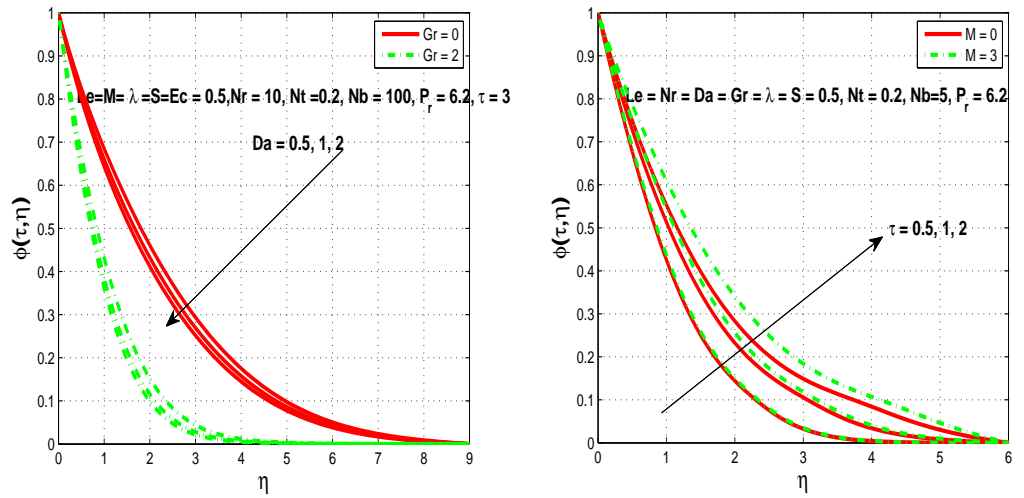 Gr = 0
Gr = 2
Le=M= λ =S=Ec = 0.5,Nr = 10, Nt =0.2, Nb = 100, Pr = 6.2, τ = 3
Da = 0.5, 1, 2
1
0.9
0.8
0.7
0.6
0.5
0.4
0.3
0.2
0.1
0
0 1 2 3 4 5 6 7 8 9
η
ϕ(τ,η)
M = 0
M = 3
Le = Nr = Da = Gr = λ = S = 0.5, Nt = 0.2, Nb=5, Pr = 6.2
τ = 0.5, 1, 2
1
0.9
0.8
0.7
0.6
0.5
0.4
0.3
0.2
0.1
0
0 1 2 3 4 5 6
η
ϕ(τ,η)